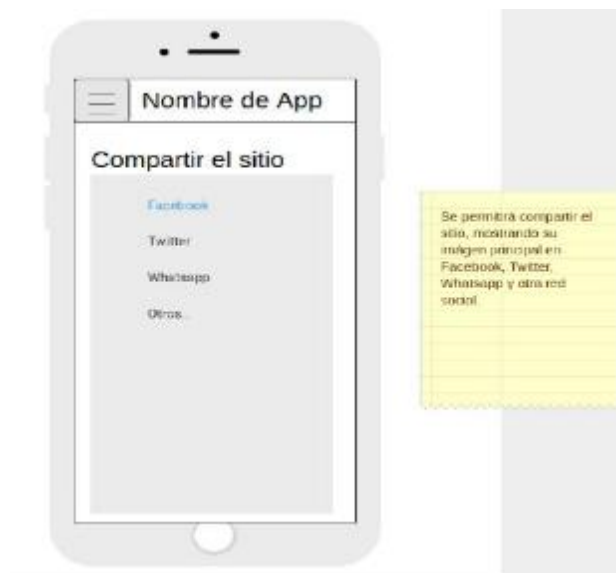 Nombre de App
Compartir el sitio
Facebook
Twitter
Whatsapp
Otros...
Se permitirá compartir el
sitio, mostrando su
imágen principal en
Facebook, Twitter,
Whatsapp y otra red
social.